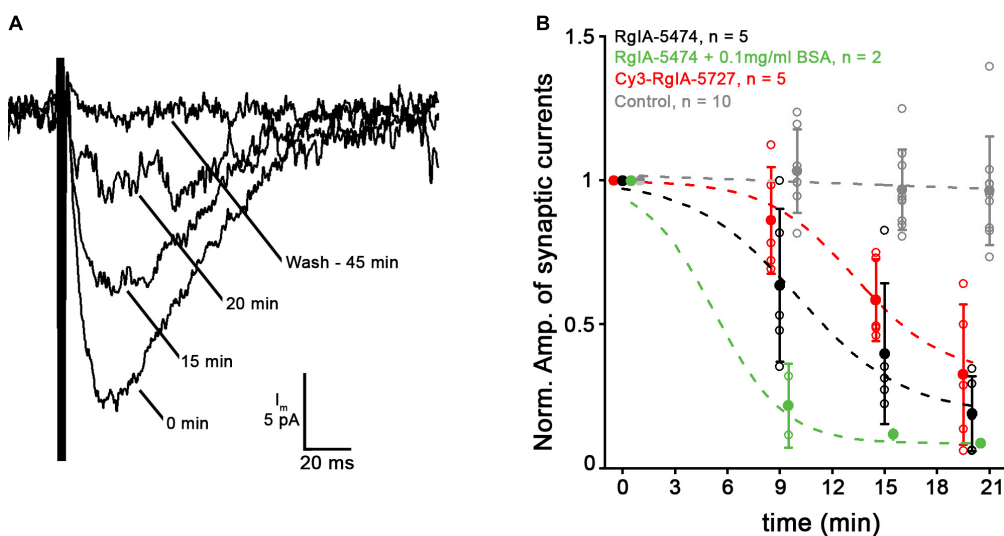 A
Wash - 45 min
20 min
15 min
0 min
Im
5 pA
20 ms
B
RgIA-5474, n = 5
RgIA-5474 + 0.1mg/ml BSA, n = 2
Cy3-RgIA-5727, n = 5
Control, n = 10
Norm. Amp. of synaptic currents
1.5
1
0.5
0
0 3 6 9 12 15 18 21
time (min)